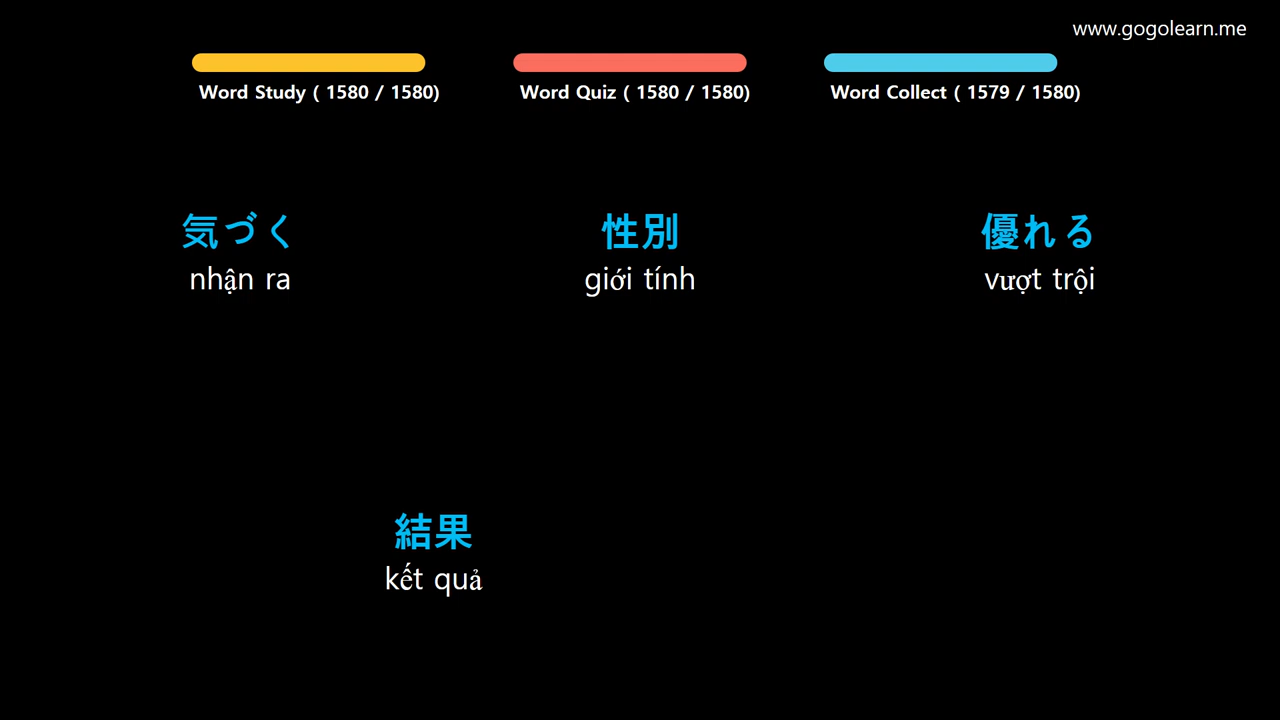 www.gogolearn.me
Word Study ( 1580 / 1580)
Word Quiz ( 1580 / 1580)
Word Collect ( 1579 / 1580)
気づく
nhận ra
性別
giới tính
優れる
vượt trội
結果
kết quả